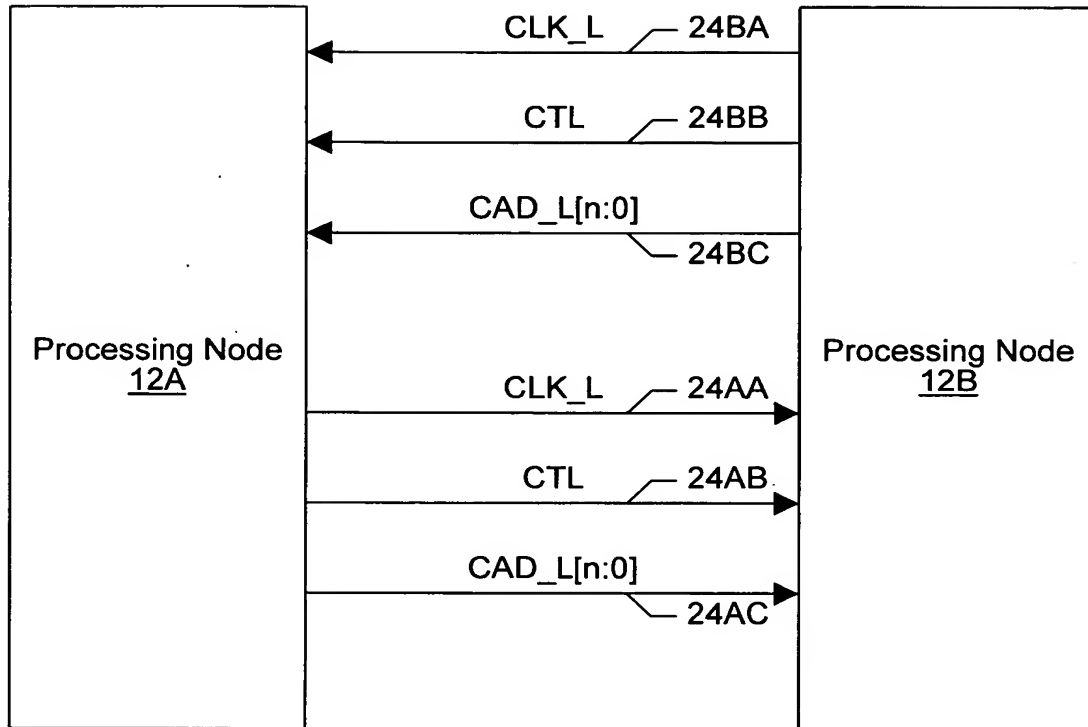 CLK_L 24BA
CTL 24BB
CAD_L[n:0]
24BC
Processing Node
12A
Processing Node
12B
CLK_L 24AA
CTL 24AB
CAD_L[n:0]
24AC